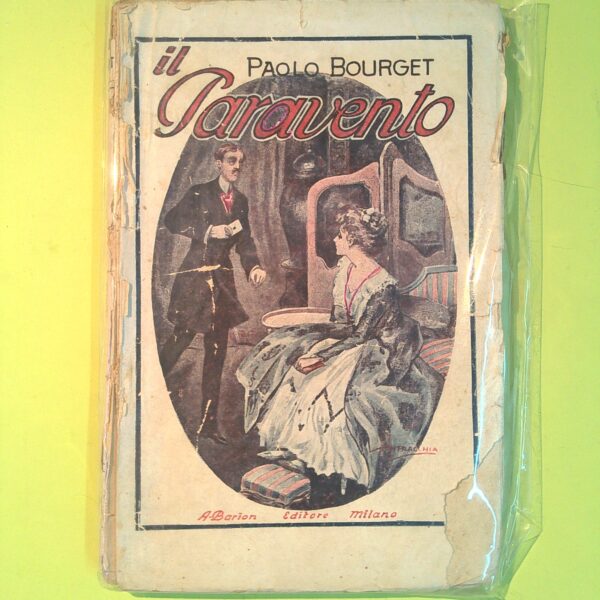 il PAOLO BOURGET
Paravento
A. Barion Editore Milano